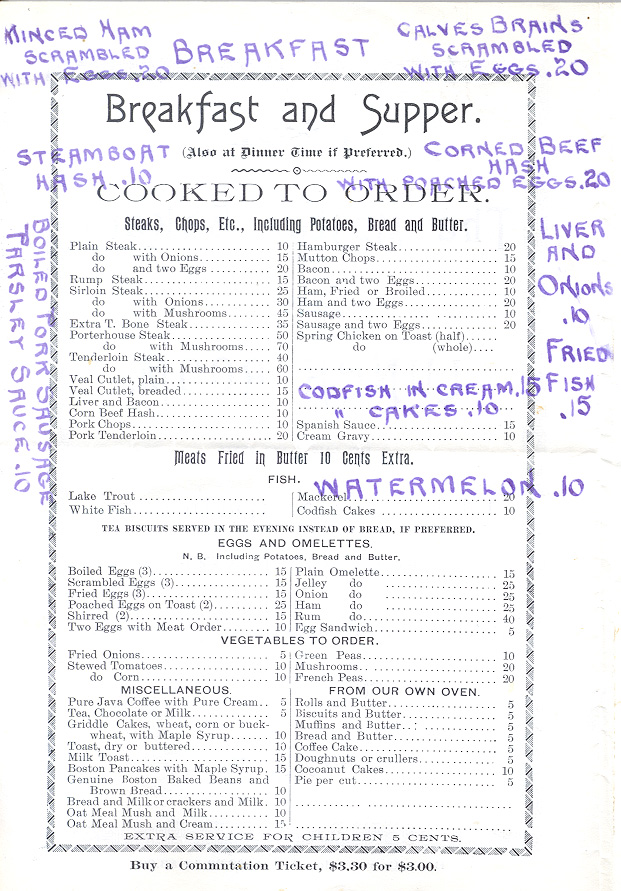 MINCED HAM
SCRAMBLED
WITH EGGS .20
BREAKFAST
CALVES BRAINS
SCRAMBLED
WITH EGGS .20
Breakfast and Supper.
STEAMBOAT
HASH .10
(Also at Dinner Time if Preferred.)
CORNED BEEF
HASH
WITH POACHED EGGS .20
COOKED TO ORDER.
Steaks, Chops, Etc., Including Potatoes, Bread and Butter.
Plain Steak 10
do with Onions 15
do and two Eggs 20
Rump Steak 15
Sirloin Steak 25
do with Onions 30
do with Mushrooms 45
Extra T. Bone Steak 35
Porterhouse Steak 50
do with Mushrooms 70
Tenderloin Steak 40
do with Mushrooms 60
Veal Cutlet, plain 10
Veal Cutlet, breaded 15
Liver and Bacon 10
Corn Beef Hash 10
Pork Chops 10
Pork Tenderloin 20
Hamburger Steak 20
Mutton Chops 15
Bacon 10
Bacon and two Eggs 20
Ham, Fried or Broiled 10
Ham and two Eggs 20
Sausage 10
Sausage and two Eggs 20
Spring Chicken on Toast (half)
do (whole)
CODFISH IN CREAM .15
" CAKES .10
Spanish Sauce 15
Cream Gravy 10
LIVER
AND
ONIONS
.10
FRIED
FISH
.15
BOILED PORK SAUSAGE
PARSLEY SAUCE .10
Meats Fried in Butter 10 Cents Extra.
FISH.
WATERMELON .10
Lake Trout
White Fish
Mackerel 20
Codfish Cakes 10
TEA BISCUITS SERVED IN THE EVENING INSTEAD OF BREAD, IF PREFERRED.
EGGS AND OMELETTES.
N. B. Including Potatoes, Bread and Butter.
Boiled Eggs (3) 15
Scrambled Eggs (3) 15
Fried Eggs (3) 15
Poached Eggs on Toast (2) 25
Shirred (2) 15
Two Eggs with Meat Order 10
Plain Omelette 15
Jelley do 25
Onion do 25
Ham do 25
Rum do 40
Egg Sandwich 5
VEGETABLES TO ORDER.
Fried Onions 5
Stewed Tomatoes 10
do Corn 10
Green Peas 10
Mushrooms 20
French Peas 20
MISCELLANEOUS.
Pure Java Coffee with Pure Cream 5
Tea, Chocolate or Milk 5
Griddle Cakes, wheat, corn or buck-
wheat, with Maple Syrup 10
Toast, dry or buttered 10
Milk Toast 15
Boston Pancakes with Maple Syrup. 15
Genuine Boston Baked Beans and
Brown Bread 10
Bread and Milk or crackers and Milk. 10
Oat Meal Mush and Milk 10
Oat Meal Mush and Cream 15
FROM OUR OWN OVEN.
Rolls and Butter 5
Biscuits and Butter 5
Muffins and Butter 5
Bread and Butter 5
Coffee Cake 5
Doughnuts or crullers 5
Cocoanut Cakes 10
Pie per cut 5
EXTRA SERVICE FOR CHILDREN 5 CENTS.
Buy a Commntation Ticket, $3.30 for $3.00.